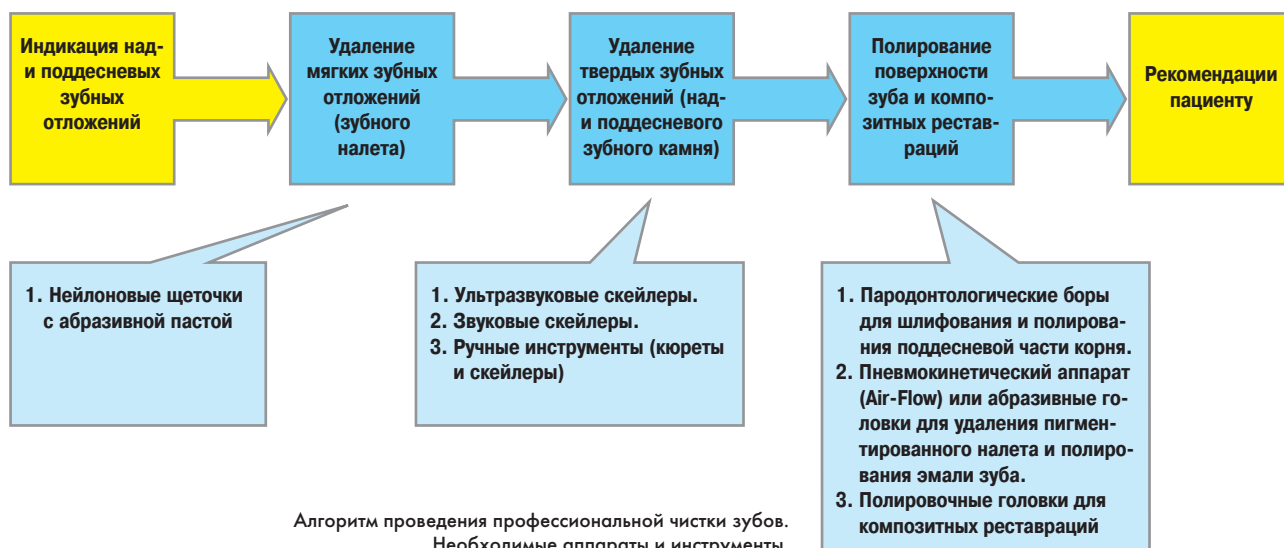 Индикация над-
и поддесневых
зубных
отложений
Удаление
мягких зубных
отложений
(зубного
налета)
Удаление
твердых зубных
отложений (над-
и поддесневого
зубного камня)
Полирование
поверхности
зуба и компо-
зитных рестав-
раций
Рекомендации
пациенту
1. Нейлоновые щеточки
с абразивной пастой
1. Ультразвуковые скейлеры.
2. Звуковые скейлеры.
3. Ручные инструменты (кюреты
и скейлеры)
1. Пародонтологические боры
для шлифования и полирова-
ния поддесневой части корня.
2. Пневмокинетический аппарат
(Air-Flow) или абразивные го-
ловки для удаления пигмен-
тированного налета и полиро-
вания эмали зуба.
3. Полировочные головки для
композитных реставраций
Алгоритм проведения профессиональной чистки зубов.
Необходимые аппараты и инструменты